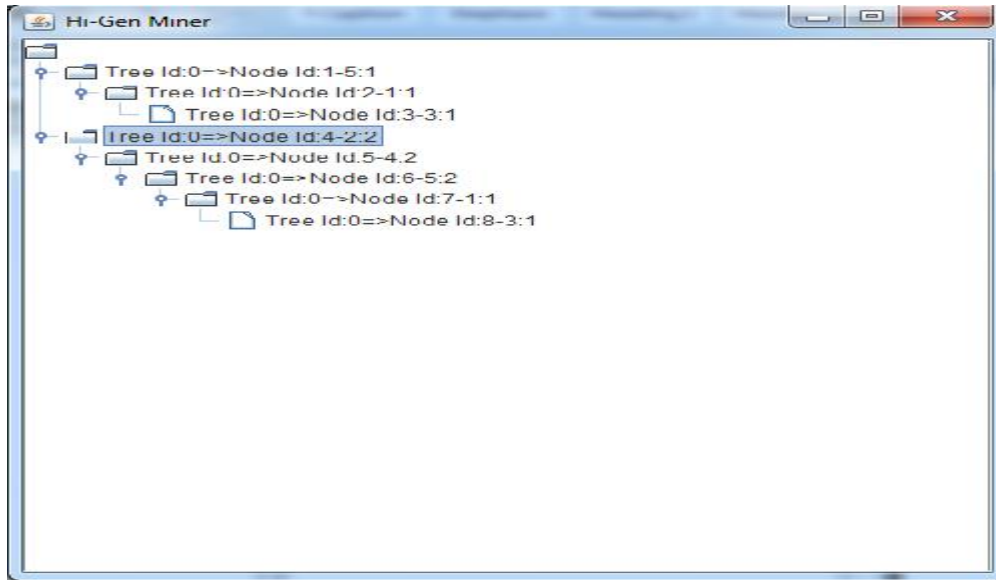 Hi-Gen Miner
Tree Id:0=>Node Id:1-5:1
Tree Id:0=>Node Id:2-1:1
Tree Id:0=>Node Id:3-3:1
Tree Id:0=>Node Id:4-2:2
Tree Id:0=>Node Id:5-4:2
Tree Id:0=>Node Id:6-5:2
Tree Id:0=>Node Id:7-1:1
Tree Id:0=>Node Id:8-3:1